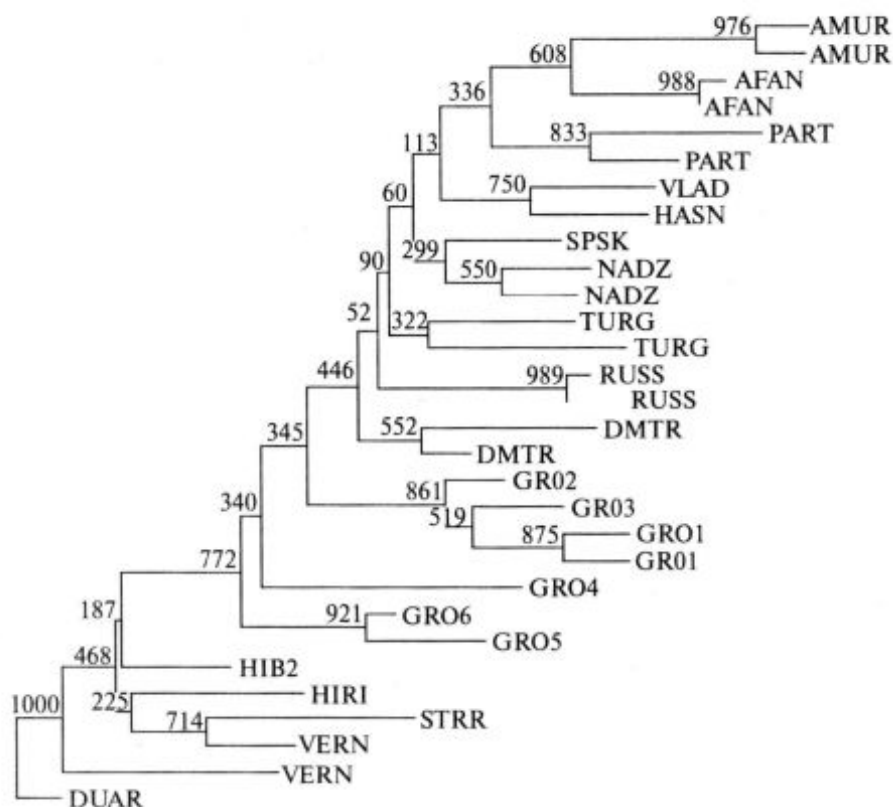 976 AMUR
608 AMUR
988 AFAN
336 AFAN
833 PART
113 PART
750 VLAD
60 HASN
SPSK
299
90 550 NADZ
NADZ
52 322 TURG
TURG
446 989 RUSS
RUSS
345 552 DMTR
DMTR
861 GR02
340 519 GR03
875 GRO1
772 GR01
GRO4
187 921 GRO6
GRO5
468 HIB2
1000 225 HIRI
714 STRR
VERN
VERN
DUAR